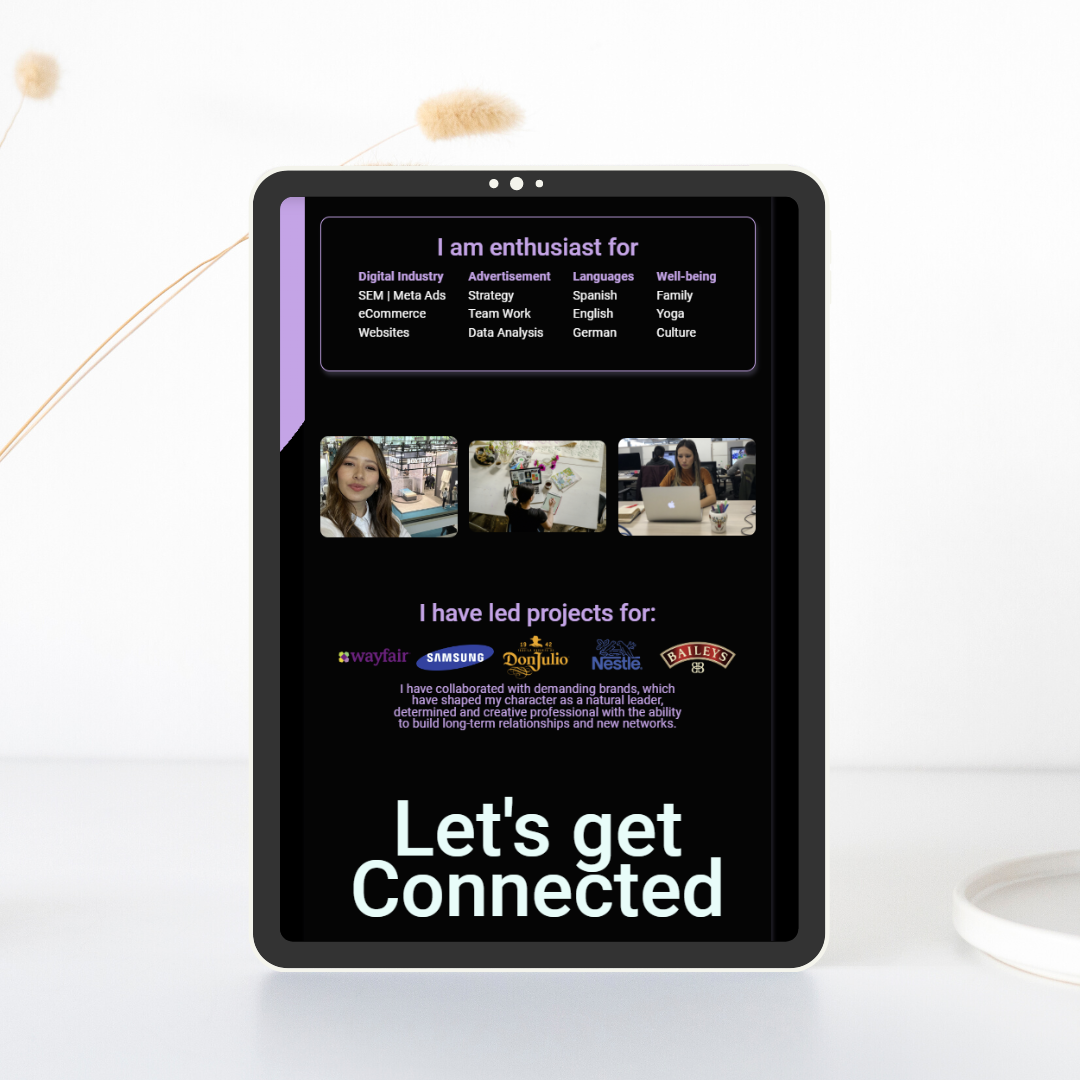 I am enthusiast for
Digital Industry Advertisement Languages Well-being
SEM | Meta Ads Strategy Spanish Family
eCommerce Team Work English Yoga
Websites Data Analysis German Culture
I have led projects for:
wayfair SAMSUNG DonJulio Nestlē BAILEYS
I have collaborated with demanding brands, which
have shaped my character as a natural leader,
determined and creative professional with the ability
to build long-term relationships and new networks.
Let's get
Connected